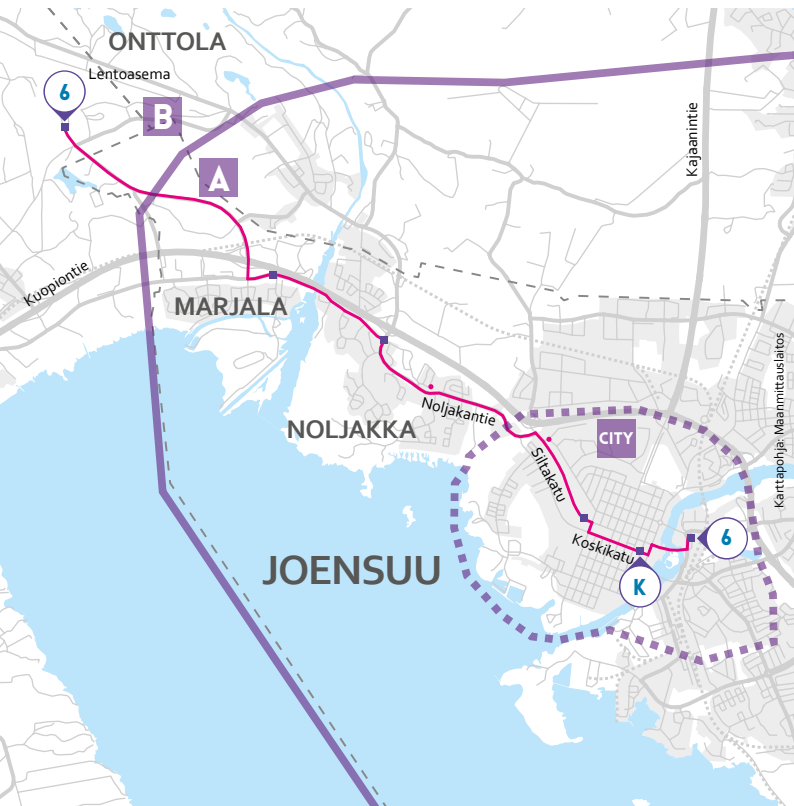 ONTTOLA
Lentoasema
6
B
A
Kajaanintie
Kuopiontie
MARJALA
Karttapohja: Maanmittauslaitos
Noljakantie
NOLJAKKA
CITY
Siltakatu
Koskikatu
6
JOENSUU
K